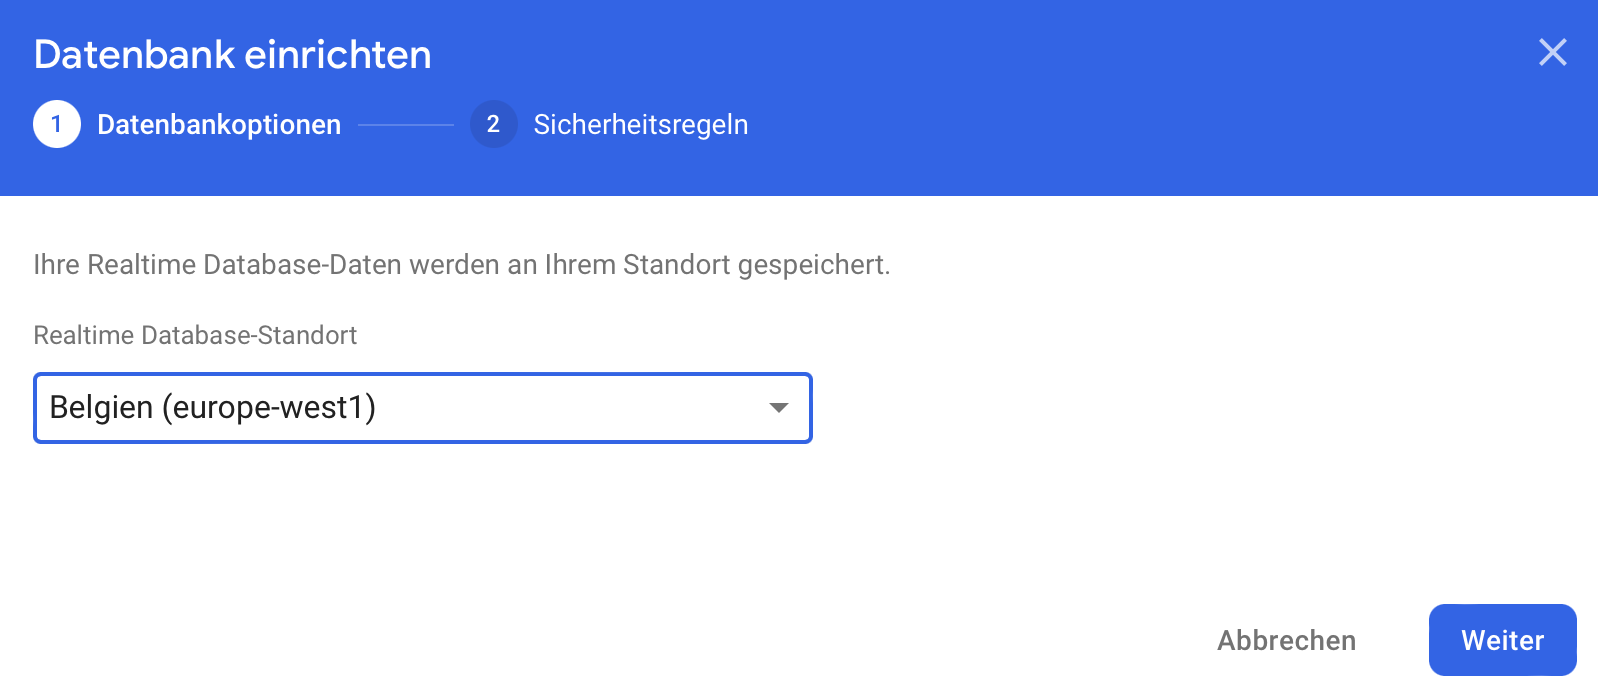 Datenbank einrichten
1 Datenbankoptionen 2 Sicherheitsregeln
Ihre Realtime Database-Daten werden an Ihrem Standort gespeichert.
Realtime Database-Standort
Belgien (europe-west1)
Abbrechen Weiter